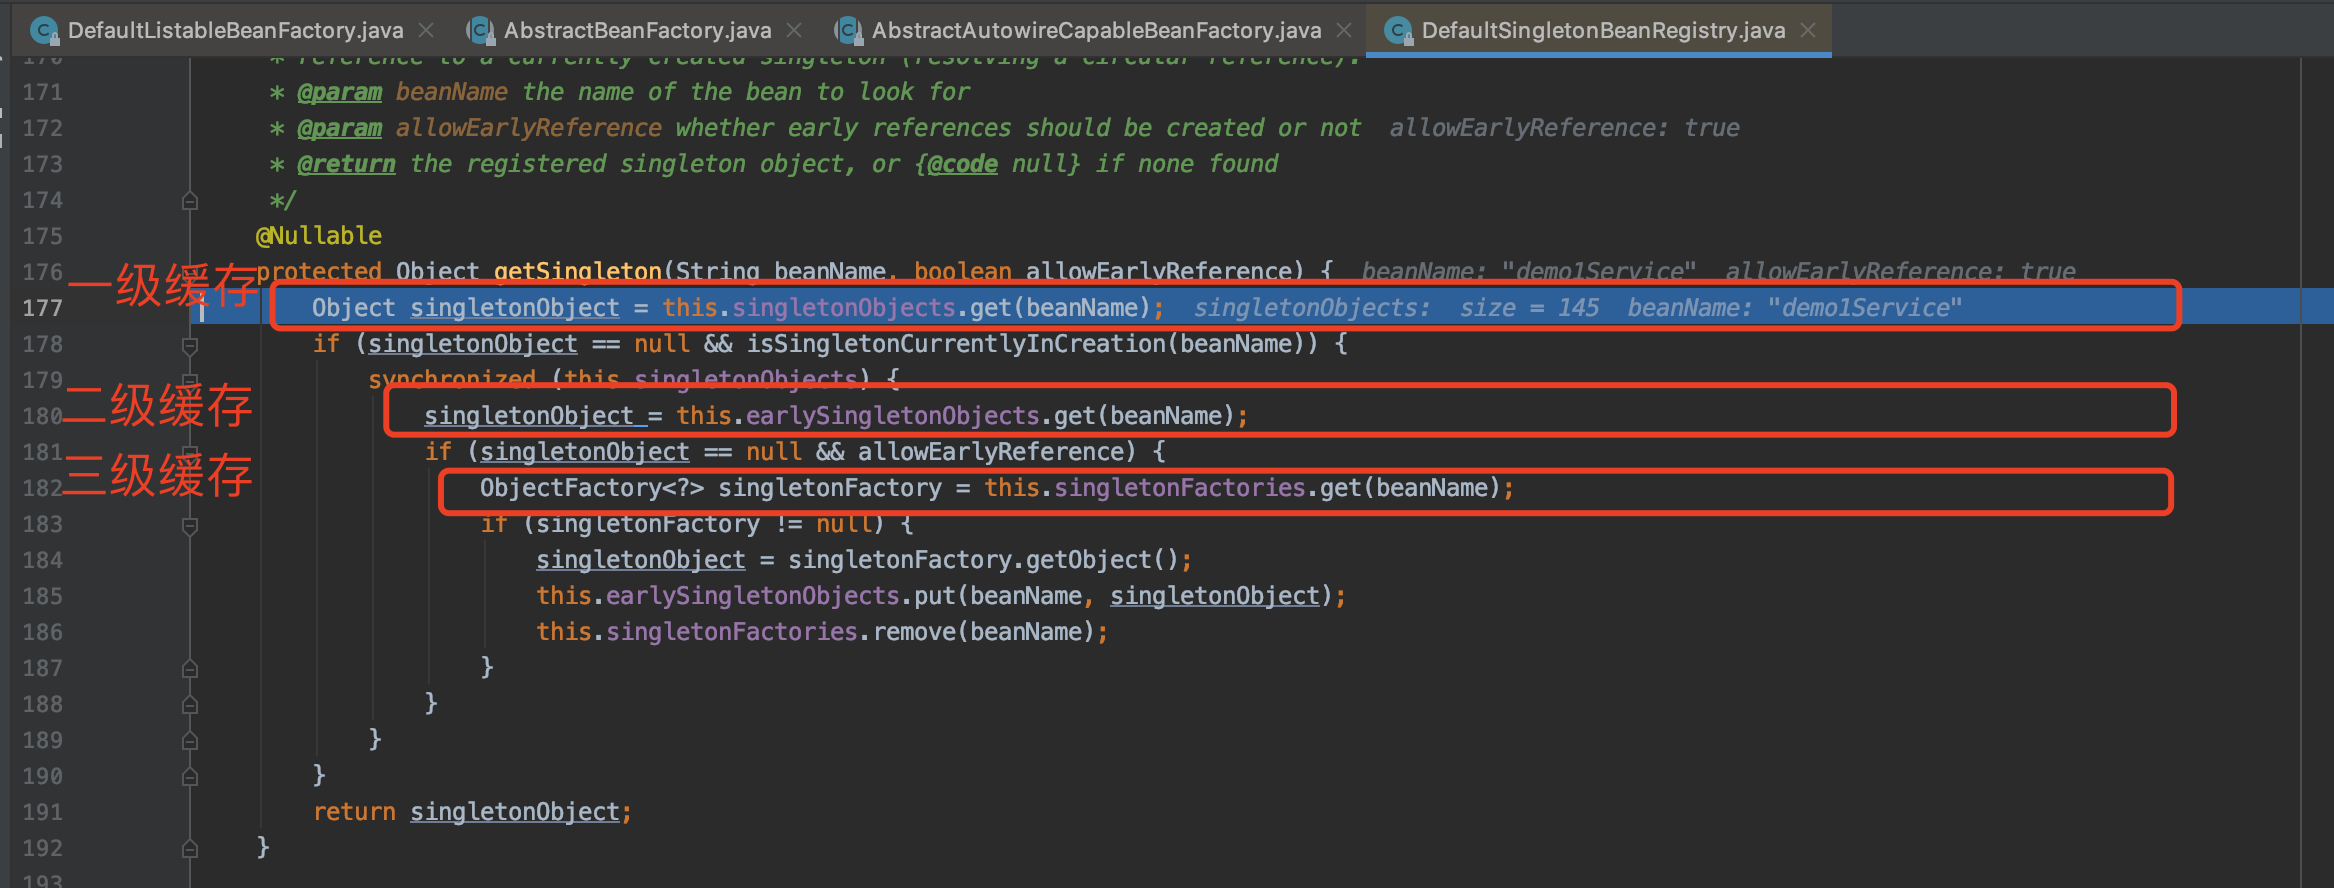 DefaultListableBeanFactory.java AbstractBeanFactory.java AbstractAutowireCapableBeanFactory.java DefaultSingletonBeanRegistry.java
170 * reference to a currently created singleton (resolving a circular reference).
171 * @param beanName the name of the bean to look for
172 * @param allowEarlyReference whether early references should be created or not allowEarlyReference: true
173 * @return the registered singleton object, or {@code null} if none found
174 */
175 @Nullable
176 protected Object getSingleton(String beanName, boolean allowEarlyReference) { beanName: "demo1Service" allowEarlyReference: true
一级缓存
177 Object singletonObject = this.singletonObjects.get(beanName); singletonObjects: size = 145 beanName: "demo1Service"
178 if (singletonObject == null && isSingletonCurrentlyInCreation(beanName)) {
179 synchronized (this.singletonObjects) {
二级缓存
180 singletonObject = this.earlySingletonObjects.get(beanName);
181 if (singletonObject == null && allowEarlyReference) {
三级缓存
182 ObjectFactory<?> singletonFactory = this.singletonFactories.get(beanName);
183 if (singletonFactory != null) {
184 singletonObject = singletonFactory.getObject();
185 this.earlySingletonObjects.put(beanName, singletonObject);
186 this.singletonFactories.remove(beanName);
187 }
188 }
189 }
190 }
191 return singletonObject;
192 }
193